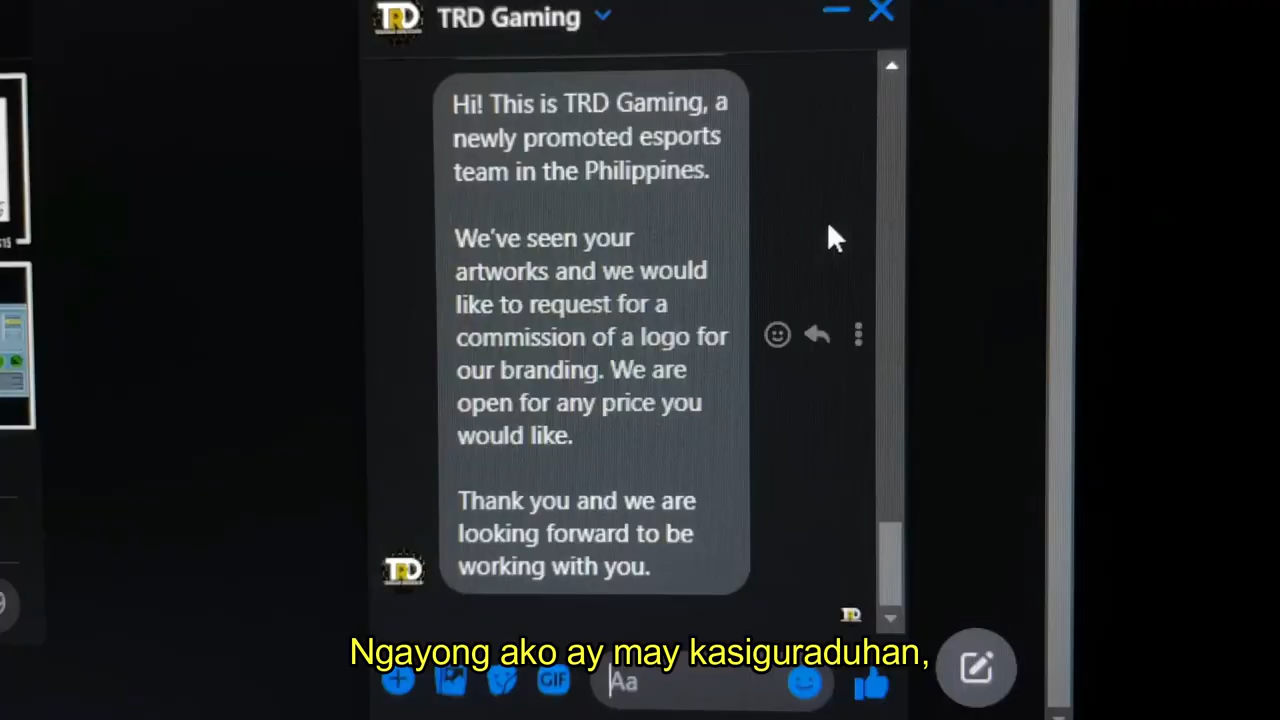 TRD Gaming
Hi! This is TRD Gaming, a
newly promoted esports
team in the Philippines.
We've seen your
artworks and we would
like to request for a
commission of a logo for
our branding. We are
open for any price you
would like.
Thank you and we are
looking forward to be
working with you.
TRD
TRD
Ngayong ako ay may kasiguraduhan,
GIF
Aa